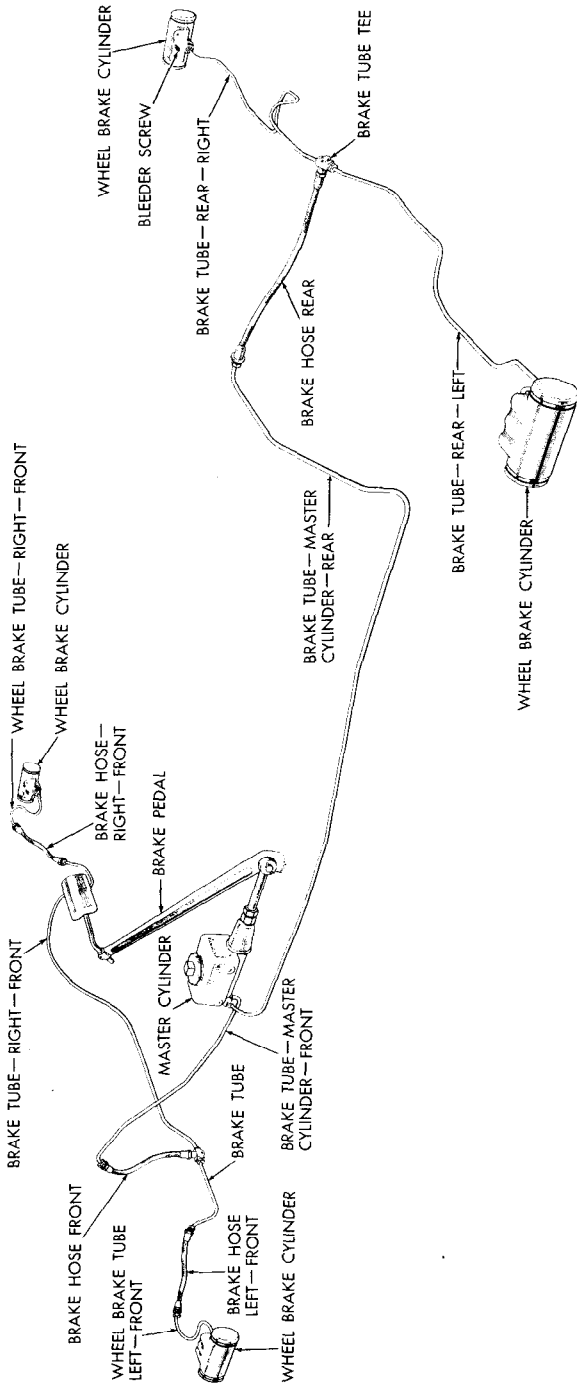 BRAKE TUBE—RIGHT—FRONT
WHEEL BRAKE TUBE—RIGHT—FRONT
WHEEL BRAKE CYLINDER
BRAKE HOSE—
RIGHT—FRONT
BRAKE HOSE FRONT
WHEEL BRAKE TUBE
LEFT—FRONT
BRAKE HOSE
LEFT—FRONT
WHEEL BRAKE CYLINDER
BRAKE PEDAL
MASTER CYLINDER
BRAKE TUBE
BRAKE TUBE—MASTER
CYLINDER—FRONT
WHEEL BRAKE CYLINDER
BLEEDER SCREW
BRAKE TUBE—REAR—RIGHT
BRAKE HOSE REAR
BRAKE TUBE TEE
BRAKE TUBE—MASTER
CYLINDER—REAR
BRAKE TUBE—REAR—LEFT
WHEEL BRAKE CYLINDER